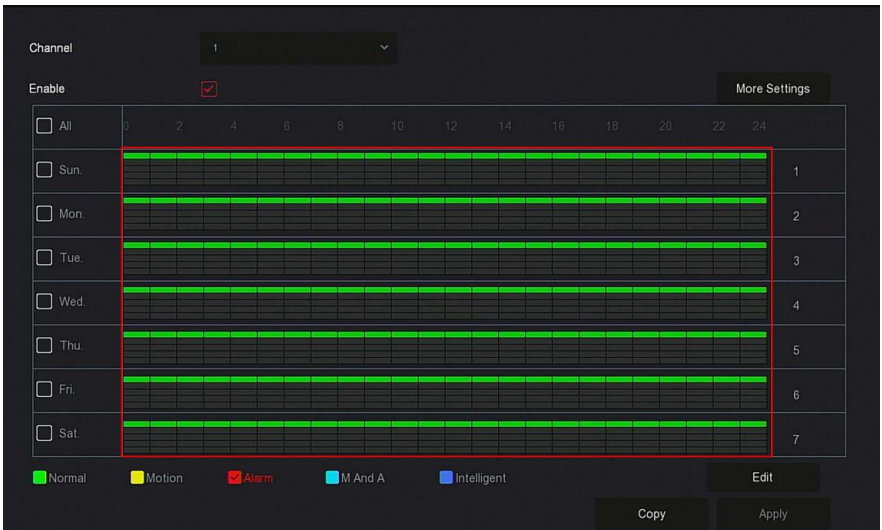 Channel 1
Enable More Settings
All 0 2 4 6 8 10 12 14 16 18 20 22 24
Sun. 1
Mon. 2
Tue. 3
Wed. 4
Thu. 5
Fri. 6
Sat. 7
Normal Motion Alarm M And A Intelligent Edit
Copy Apply